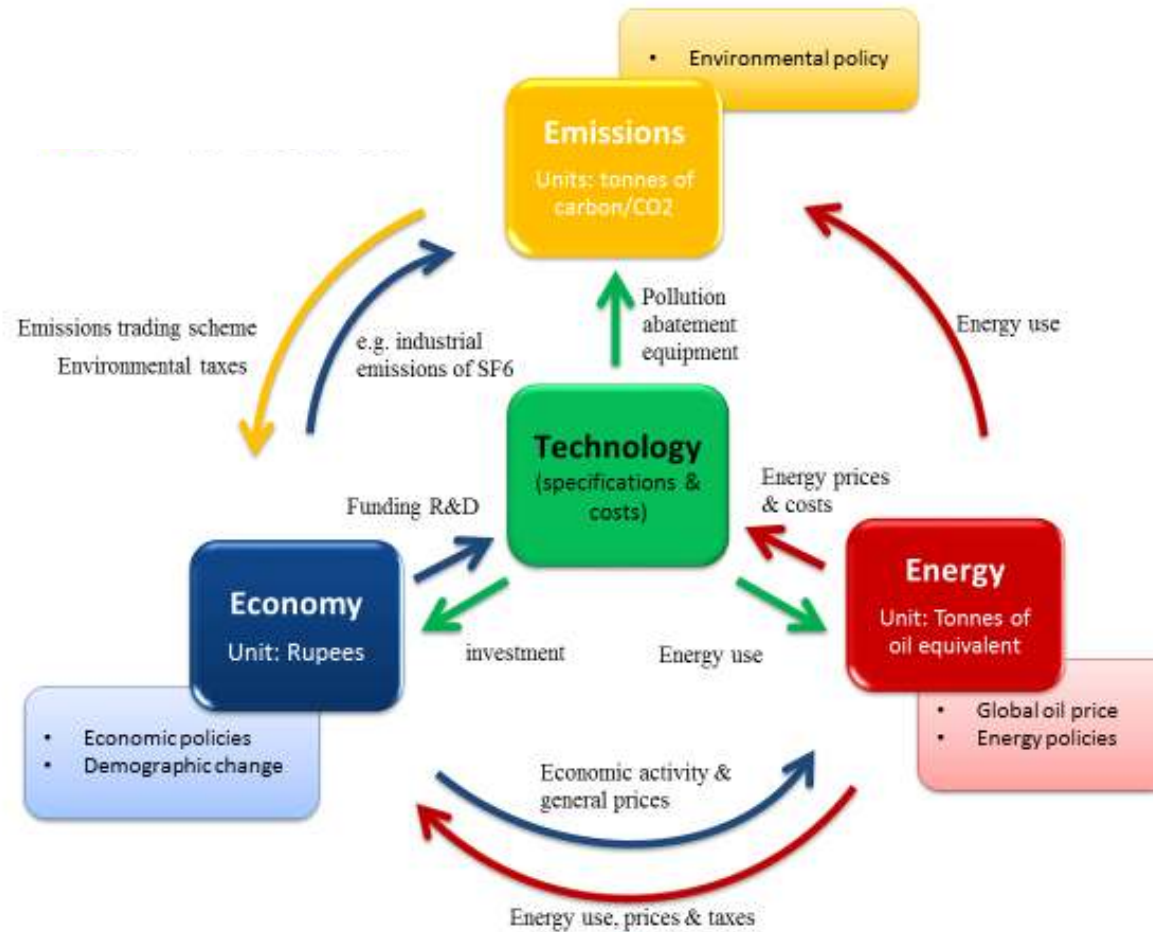 • Environmental policy
Emissions
Units: tonnes of
carbon/CO2
Emissions trading scheme
Environmental taxes
e.g. industrial
emissions of SF6
Pollution
abatement
equipment
Energy use
Technology
(specifications &
costs)
Funding R&D
Energy prices
& costs
Economy
Unit: Rupees
investment
Energy use
Energy
Unit: Tonnes of
oil equivalent
• Economic policies
• Demographic change
• Global oil price
• Energy policies
Economic activity &
general prices
Energy use, prices & taxes